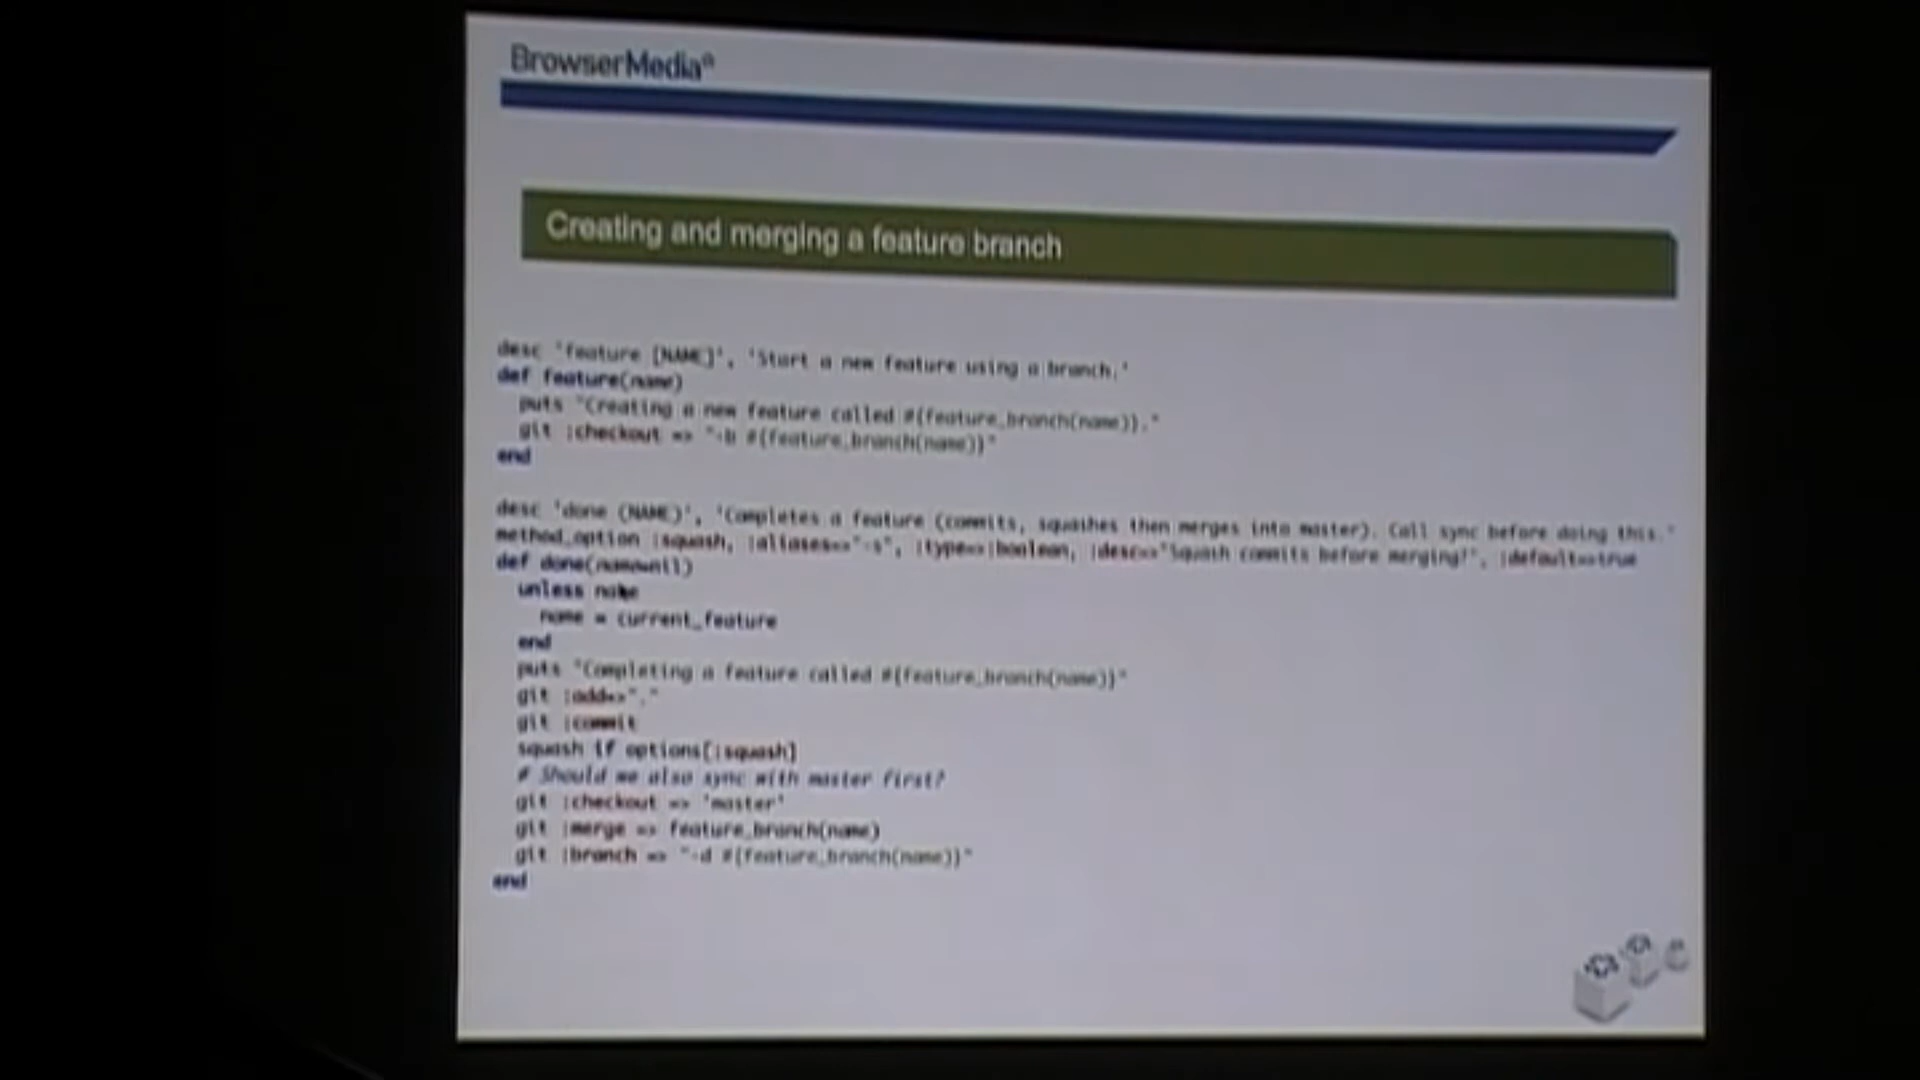 BrowserMedia®
Creating and merging a feature branch
desc 'feature [NAME]', 'Start a new feature using a branch.'
def feature(name)
puts "Creating a new feature called #{feature_branch(name)}."
git :checkout => "-b #{feature_branch(name)}"
end
desc 'done (NAME)', 'Completes a feature (commits, squashes then merges into master). Call sync before doing this.'
method_option :squash, :aliases=>"-s", :type=>:boolean, :desc=>"Squash commits before merging?", :default=>true
def done(name=nil)
unless name
name = current_feature
end
puts "Completing a feature called #{feature_branch(name)}"
git :add=>"."
git :commit
squash if options[:squash]
# Should we also sync with master first?
git :checkout => 'master'
git :merge => feature_branch(name)
git :branch => "-d #{feature_branch(name)}"
end